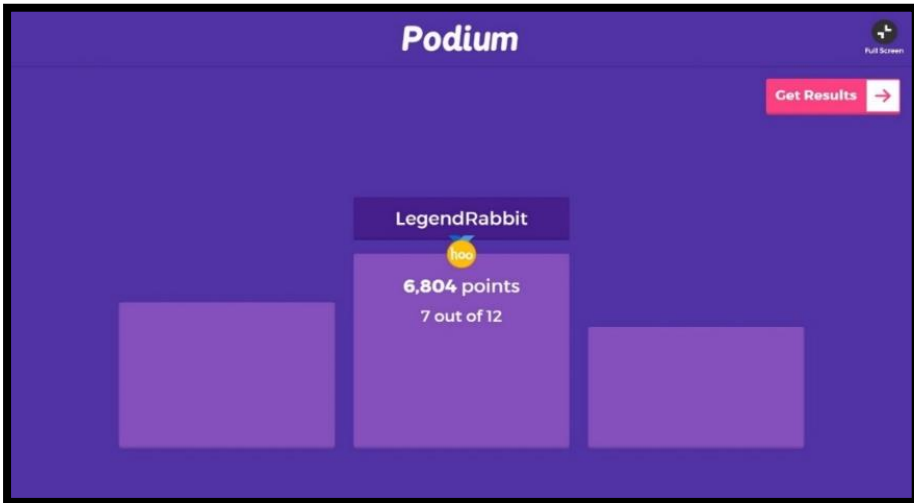 Podium
Full Screen
Get Results
LegendRabbit
hoo
6,804 points
7 out of 12